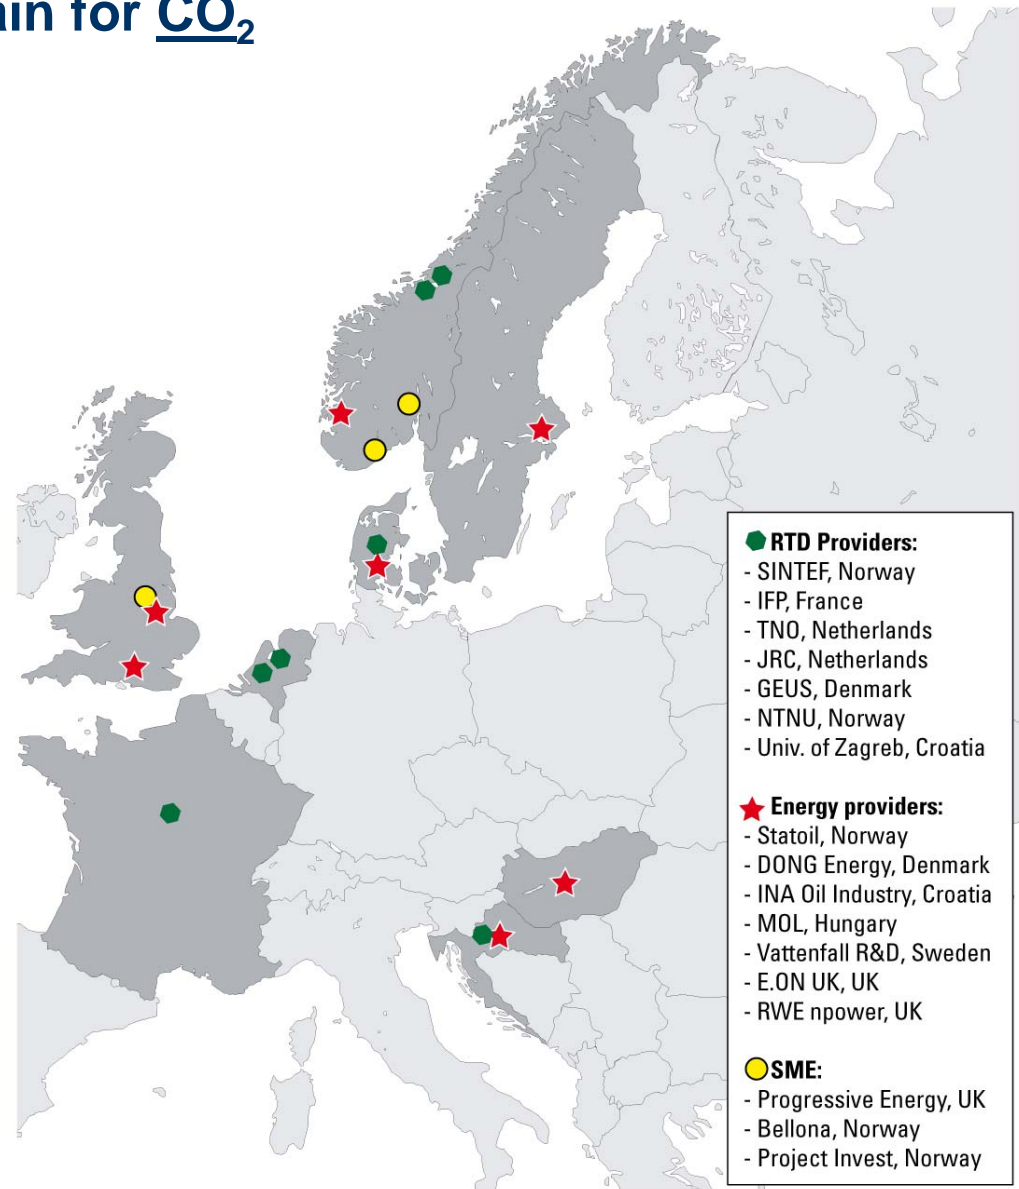 ain for CO₂
RTD Providers:
- SINTEF, Norway
- IFP, France
- TNO, Netherlands
- JRC, Netherlands
- GEUS, Denmark
- NTNU, Norway
- Univ. of Zagreb, Croatia
Energy providers:
- Statoil, Norway
- DONG Energy, Denmark
- INA Oil Industry, Croatia
- MOL, Hungary
- Vattenfall R&D, Sweden
- E.ON UK, UK
- RWE npower, UK
SME:
- Progressive Energy, UK
- Bellona, Norway
- Project Invest, Norway